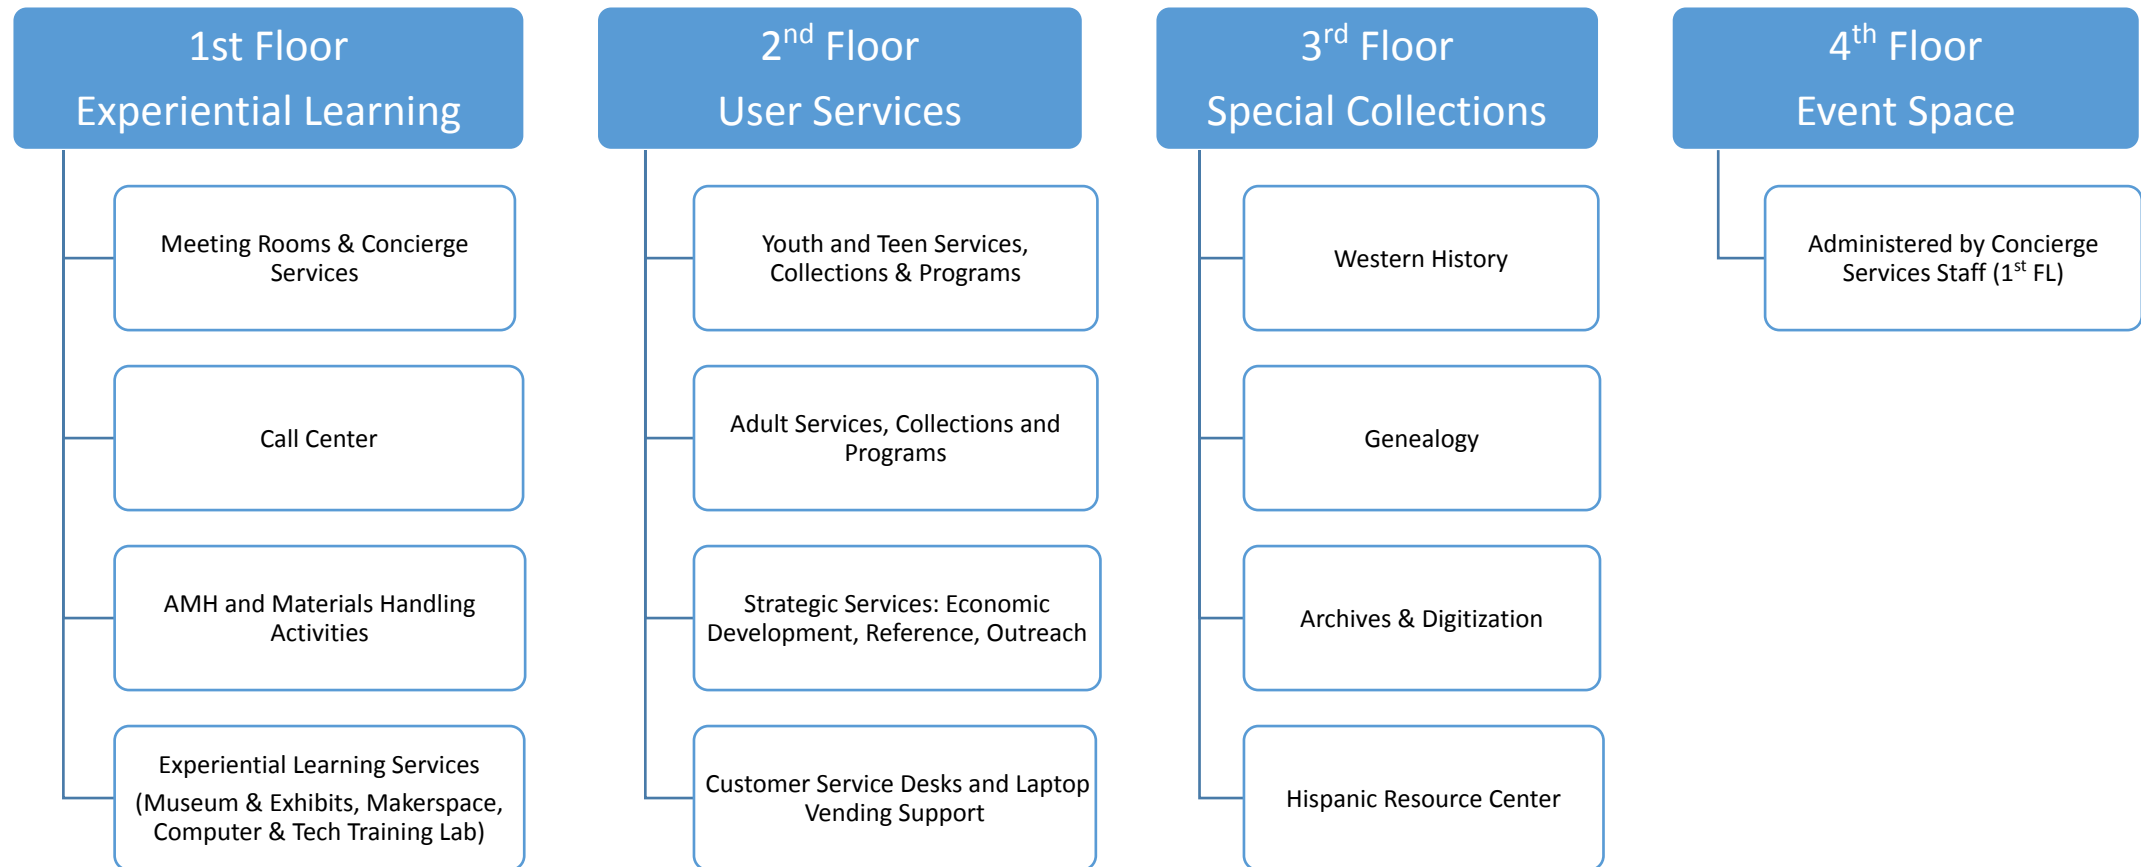 1st Floor
Experiential Learning
Meeting Rooms & Concierge
Services
Call Center
AMH and Materials Handling
Activities
Experiential Learning Services
(Museum & Exhibits, Makerspace,
Computer & Tech Training Lab)
2nd Floor
User Services
Youth and Teen Services,
Collections & Programs
Adult Services, Collections and
Programs
Strategic Services: Economic
Development, Reference, Outreach
Customer Service Desks and Laptop
Vending Support
3rd Floor
Special Collections
Western History
Genealogy
Archives & Digitization
Hispanic Resource Center
4th Floor
Event Space
Administered by Concierge
Services Staff (1st FL)